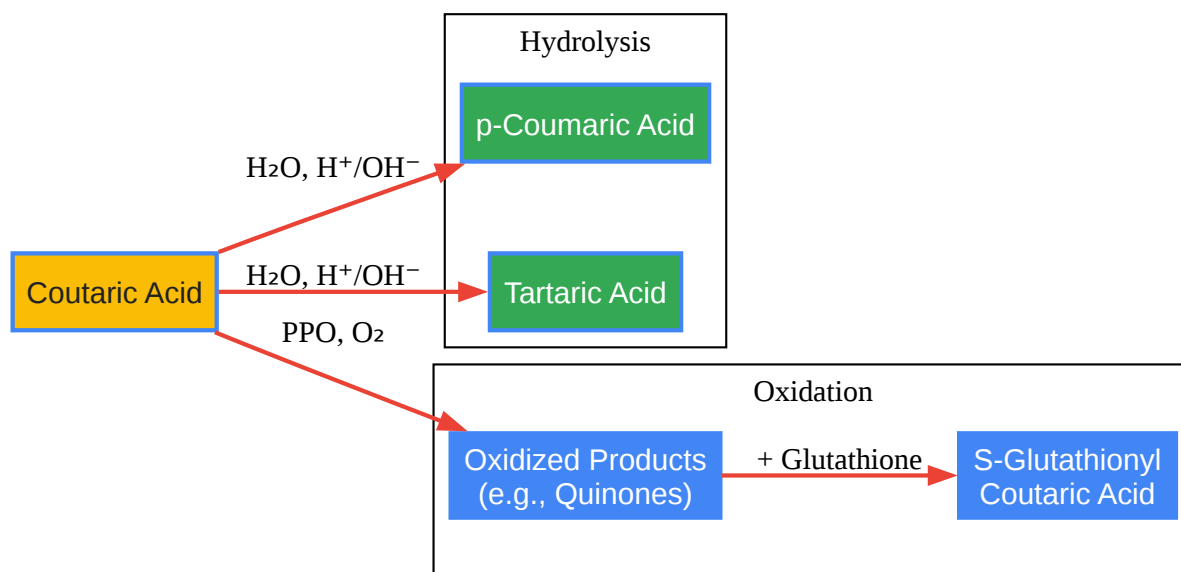 Hydrolysis
p-Coumaric Acid
H₂O, H⁺/OH⁻
Coutaric Acid
H₂O, H⁺/OH⁻
Tartaric Acid
PPO, O₂
Oxidation
Oxidized Products
(e.g., Quinones)
+ Glutathione
S-Glutathionyl
Coutaric Acid